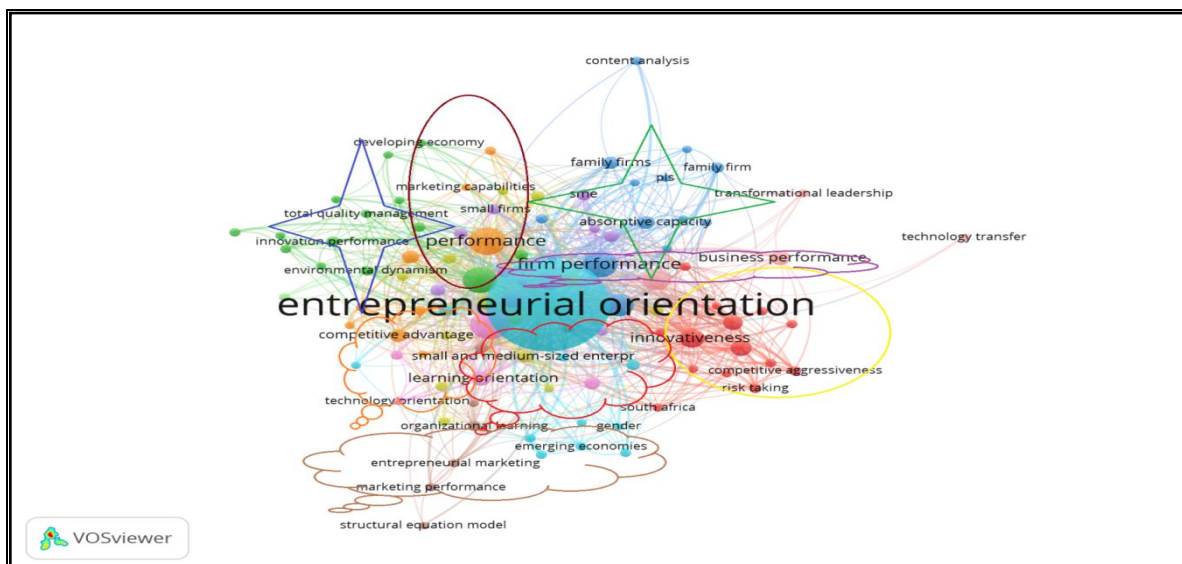 content analysis
developing economy
family firms
family firm
pls
marketing capabilities
sme
transformational leadership
small firms
total quality management
absorptive capacity
innovation performance
performance
technology transfer
firm performance
business performance
environmental dynamism
entrepreneurial orientation
competitive advantage
innovativeness
small and medium-sized enterpr
learning orientation
competitive aggressiveness
risk taking
technology orientation
south africa
organizational learning
gender
emerging economies
entrepreneurial marketing
marketing performance
structural equation model
VOSviewer